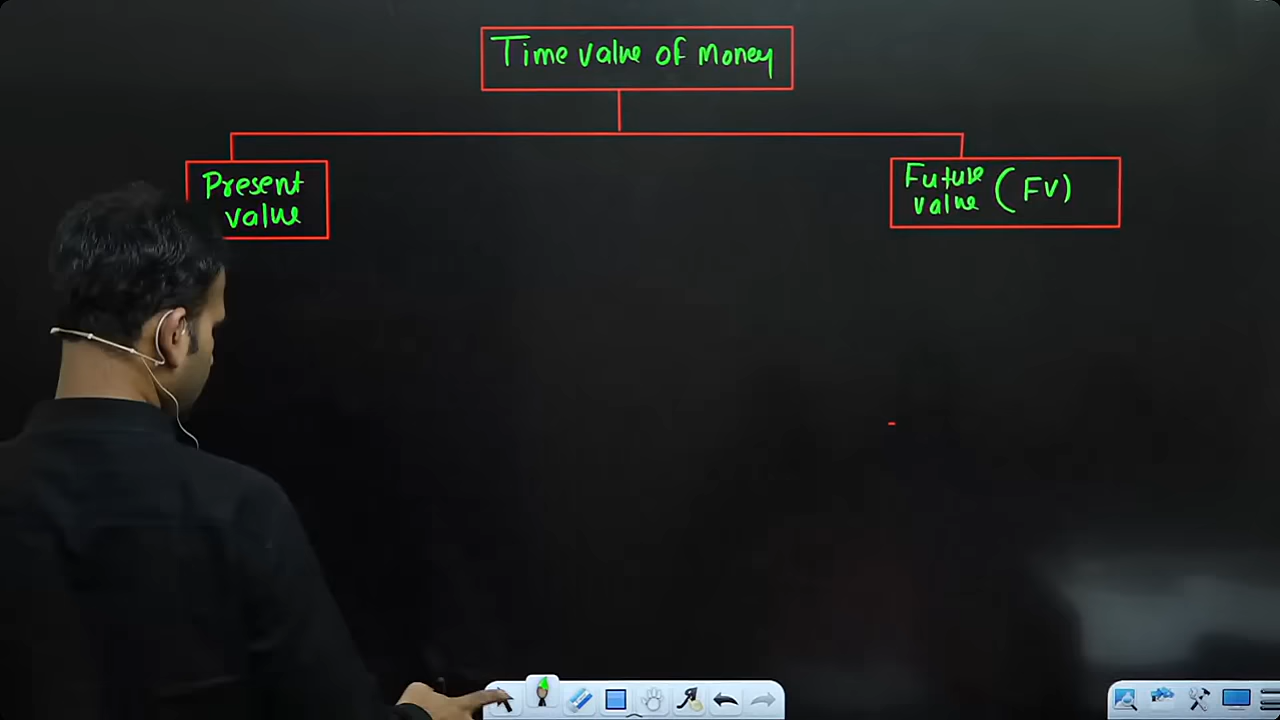 Time value of money
Present
value
Future
value (FV)